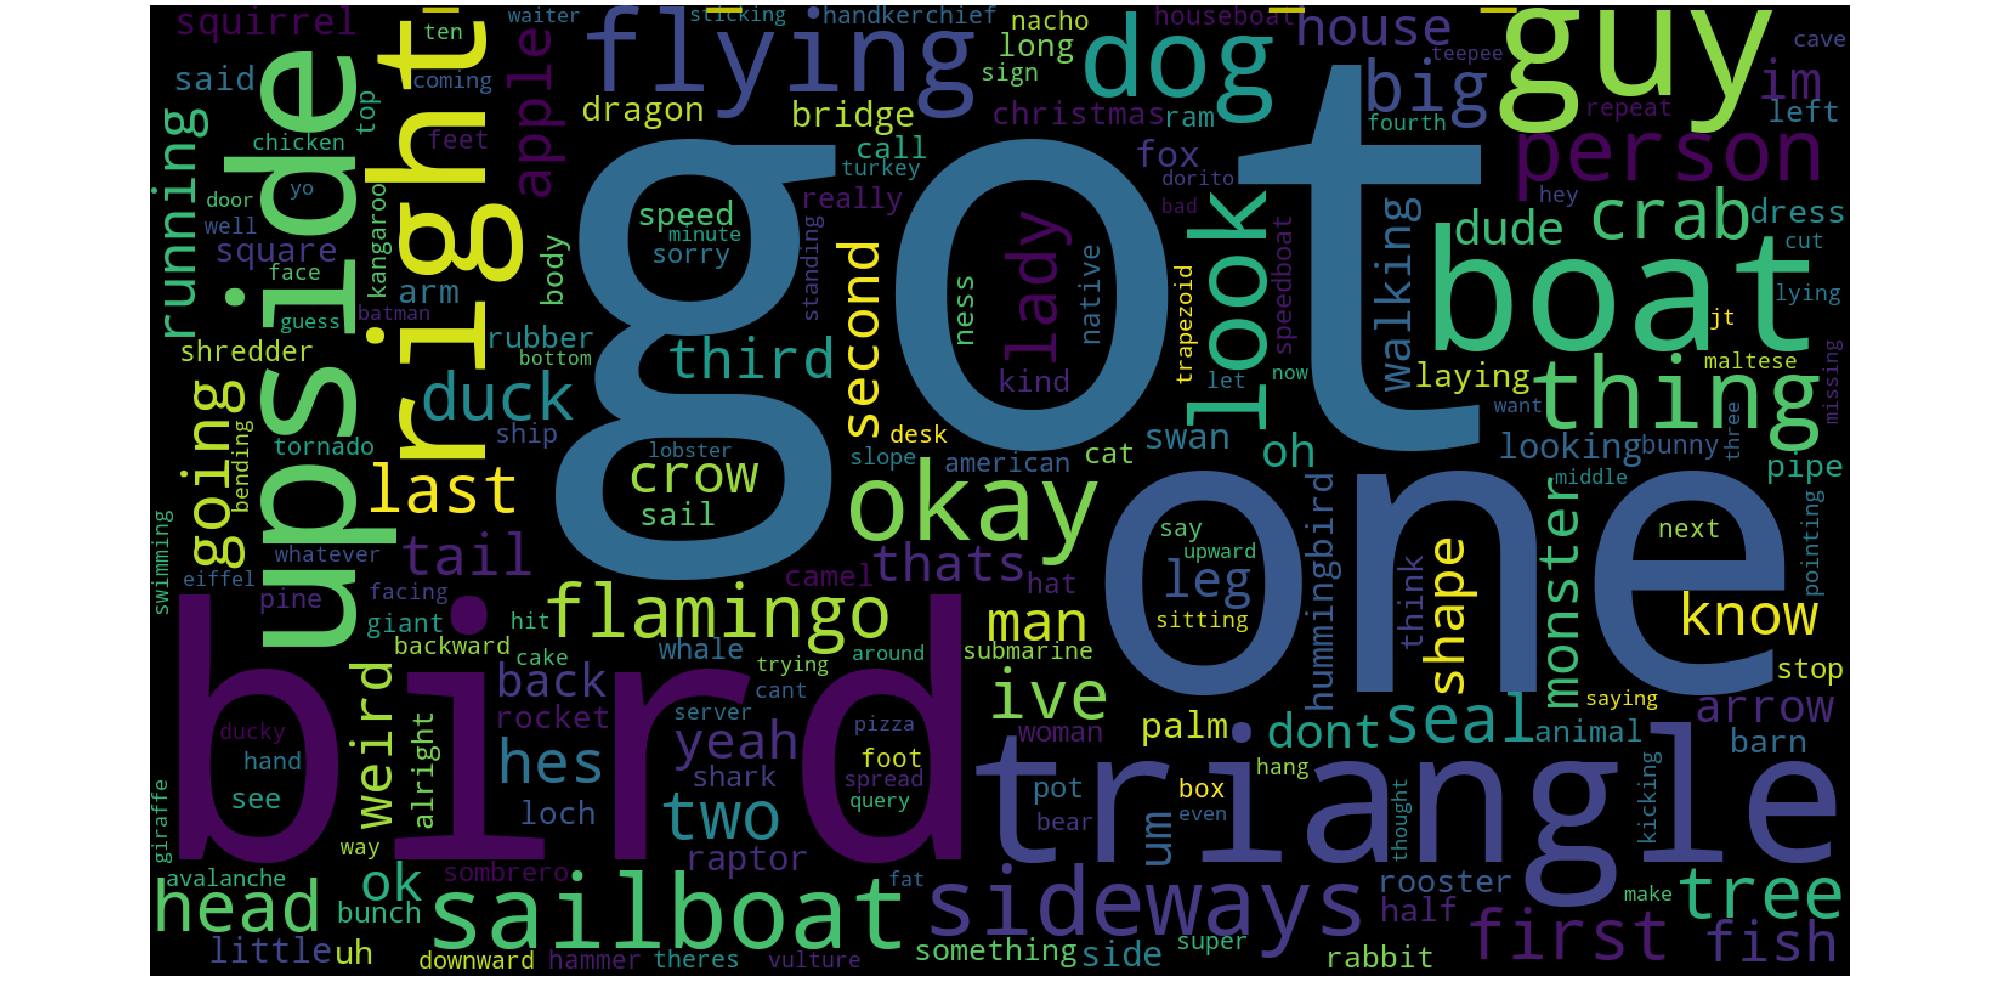 squirrel
waiter
sticking
handkerchief
nacho
houseboat
house
guy
cave
ten
flying
long
dog
teepee
said
coming
sign
big
im
upside
right
apple
dragon
bridge
christmas
ram
fourth
repeat
left
running
top
chicken
feet
call
turkey
fox
dorito
person
yo
door
kangaroo
really
bad
hey
well
batman
speed
minute
sorry
got
lady
look
walking
dude
crab
dress
square
face
arm
body
standing
second
ness
native
speedboat
boat
cut
guess
rubber
bottom
trapezoid
jt
lying
shredder
third
kind
let
now
laying
thing
maltese
missing
going
duck
want
three
bending
tornado
ship
desk
swan
oh
looking
bunny
last
lobster
slope
american
cat
middle
pipe
crow
okay
hummingbird
monster
pointing
swimming
sail
say
one
next
whatever
tail
thats
upward
leg
think
shape
eiffel
facing
camel
hat
pine
giant
hit
flamingo
man
sitting
know
backward
cake
whale
trying
around
submarine
stop
bird
weird
back
cant
ive
saying
arrow
ducky
rocket
server
pizza
woman
palm
dont
seal
animal
barn
hand
alright
hes
yeah
foot
triangle
hang
see
shark
spread
pot
box
kicking
giraffe
loch
two
query
bear
um
even
thought
way
raptor
avalanche
ok
sombrero
fat
rooster
tree
head
bunch
sailboat
sideways
half
make
little
uh
downward
hammer
theres
vulture
something
side
super
rabbit
first
fish